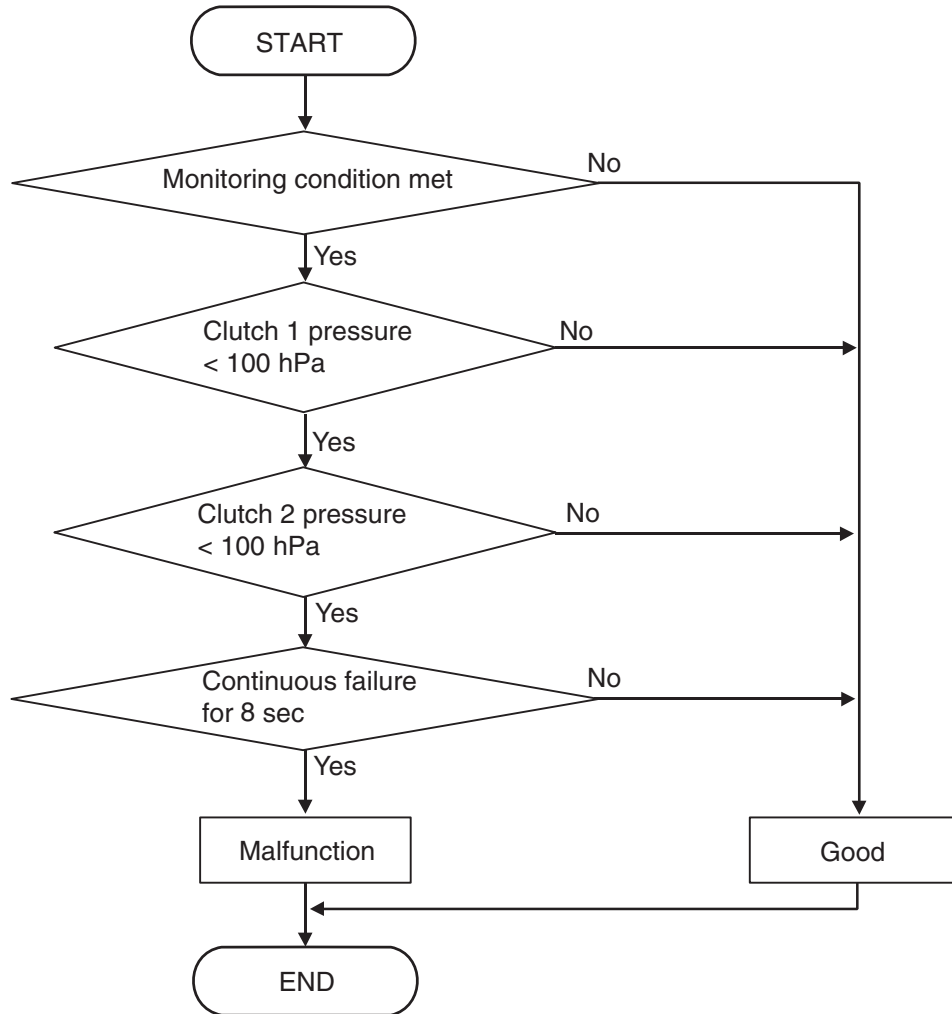 START
Monitoring condition met
No
Yes
Clutch 1 pressure
< 100 hPa
No
Yes
Clutch 2 pressure
< 100 hPa
No
Yes
Continuous failure
for 8 sec
No
Yes
Malfunction
Good
END